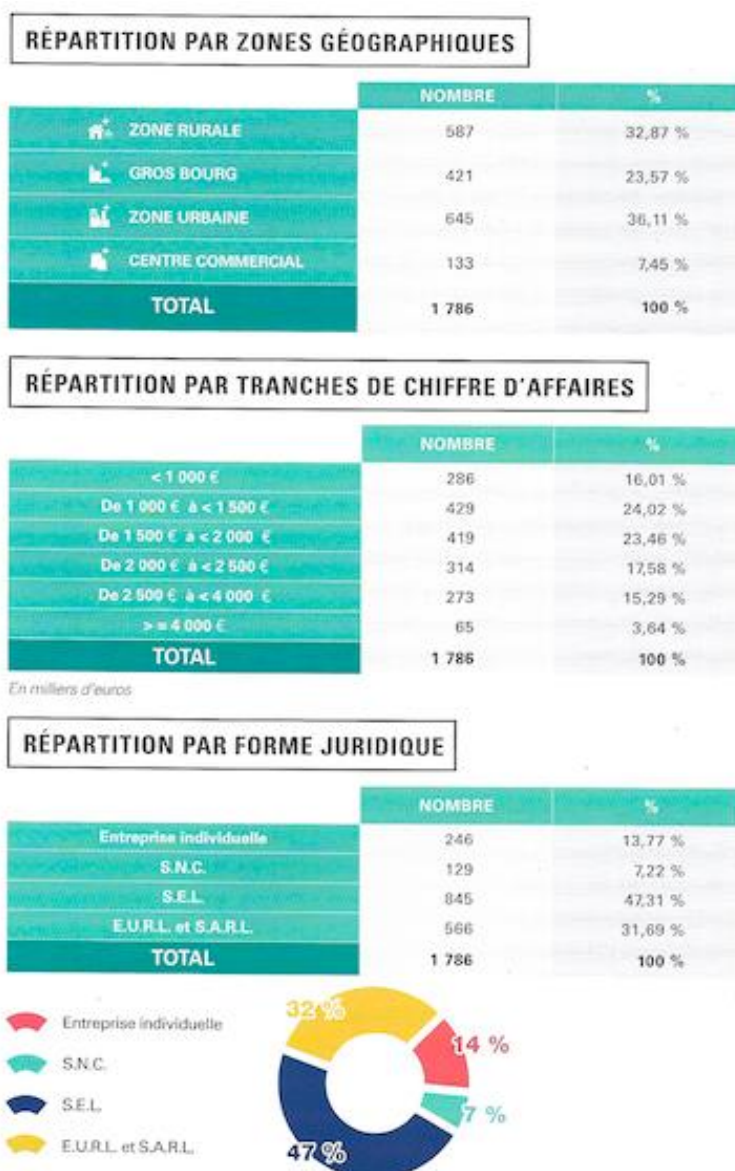 RÉPARTITION PAR ZONES GÉOGRAPHIQUES
NOMBRE %
ZONE RURALE 587 32,87 %
GROS BOURG 421 23,57 %
ZONE URBAINE 645 36,11 %
CENTRE COMMERCIAL 133 7,45 %
TOTAL 1 786 100 %
RÉPARTITION PAR TRANCHES DE CHIFFRE D'AFFAIRES
NOMBRE %
< 1 000 € 286 16,01 %
De 1 000 € à < 1 500 € 429 24,02 %
De 1 500 € à < 2 000 € 419 23,46 %
De 2 000 € à < 2 500 € 314 17,58 %
De 2 500 € à < 4 000 € 273 15,29 %
> = 4 000 € 65 3,64 %
TOTAL 1 786 100 %
En milliers d'euros
RÉPARTITION PAR FORME JURIDIQUE
NOMBRE %
Entreprise individuelle 246 13,77 %
S.N.C. 129 7,22 %
S.E.L. 845 47,31 %
E.U.R.L. et S.A.R.L. 566 31,69 %
TOTAL 1 786 100 %
Entreprise individuelle
S.N.C.
S.E.L.
E.U.R.L. et S.A.R.L.
32 %
14 %
7 %
47 %